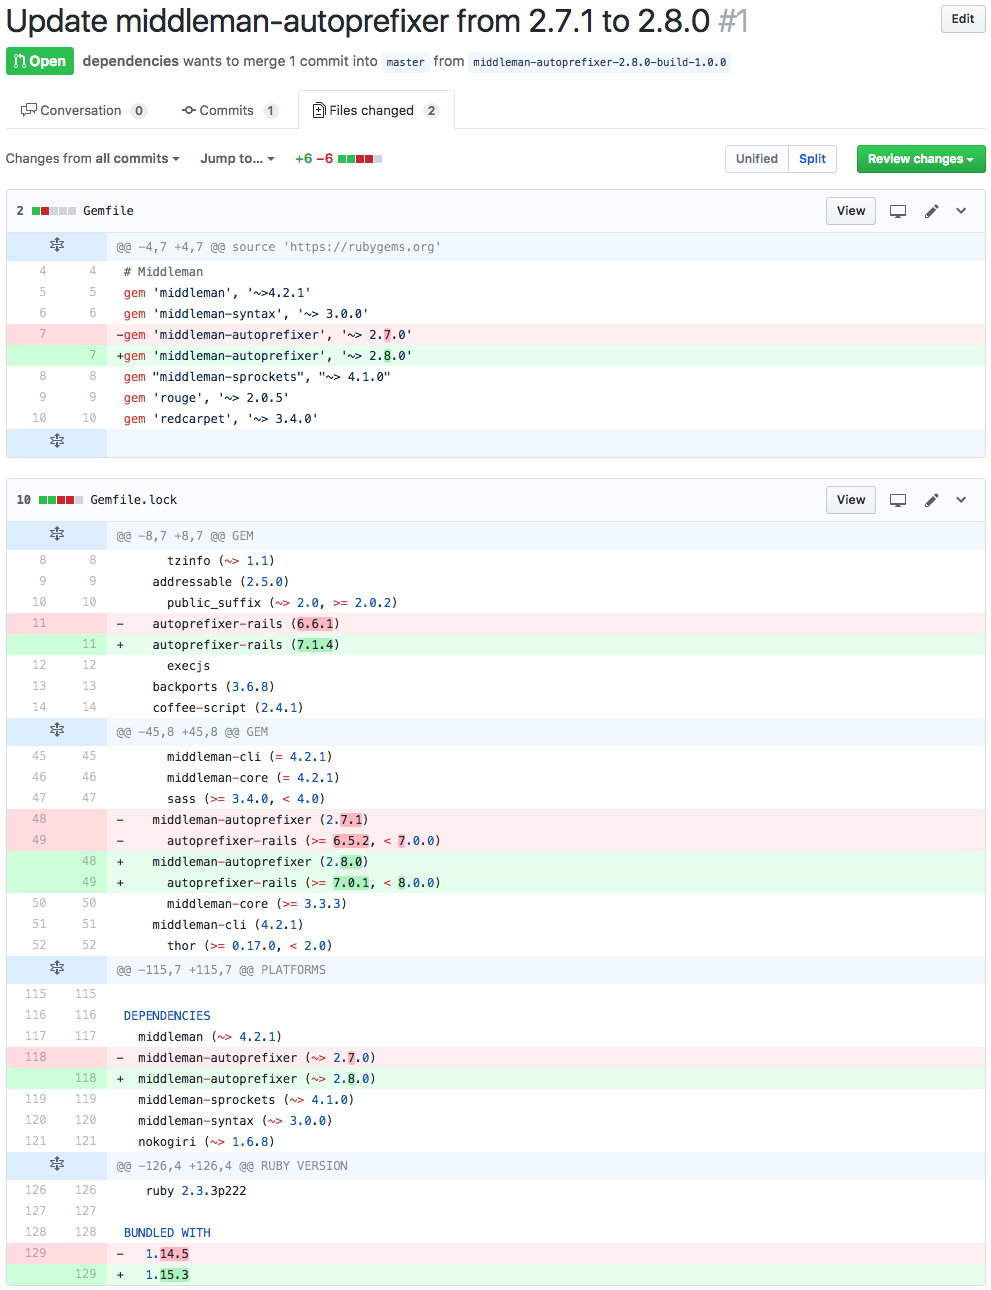 Update middleman-autoprefixer from 2.7.1 to 2.8.0 #1
Edit
Open dependencies wants to merge 1 commit into master from middleman-autoprefixer-2.8.0-build-1.0.0
Conversation 0 Commits 1 Files changed 2
Changes from all commits Jump to... +6 −6 Unified Split Review changes
2 Gemfile View
@@ -4,7 +4,7 @@ source 'https://rubygems.org'
4 4 # Middleman
5 5 gem 'middleman', '~>4.2.1'
6 6 gem 'middleman-syntax', '~> 3.0.0'
7 -gem 'middleman-autoprefixer', '~> 2.7.0'
7 +gem 'middleman-autoprefixer', '~> 2.8.0'
8 8 gem "middleman-sprockets", "~> 4.1.0"
9 9 gem 'rouge', '~> 2.0.5'
10 10 gem 'redcarpet', '~> 3.4.0'
10 Gemfile.lock View
@@ -8,7 +8,7 @@ GEM
8 8 tzinfo (~> 1.1)
9 9 addressable (2.5.0)
10 10 public_suffix (~> 2.0, >= 2.0.2)
11 - autoprefixer-rails (6.6.1)
11 + autoprefixer-rails (7.1.4)
12 12 execjs
13 13 backports (3.6.8)
14 14 coffee-script (2.4.1)
@@ -45,8 +45,8 @@ GEM
45 45 middleman-cli (= 4.2.1)
46 46 middleman-core (= 4.2.1)
47 47 sass (>= 3.4.0, < 4.0)
48 - middleman-autoprefixer (2.7.1)
49 - autoprefixer-rails (>= 6.5.2, < 7.0.0)
48 + middleman-autoprefixer (2.8.0)
49 + autoprefixer-rails (>= 7.0.1, < 8.0.0)
50 50 middleman-core (>= 3.3.3)
51 51 middleman-cli (4.2.1)
52 52 thor (>= 0.17.0, < 2.0)
@@ -115,7 +115,7 @@ PLATFORMS
115 115
116 116 DEPENDENCIES
117 117 middleman (~> 4.2.1)
118 - middleman-autoprefixer (~> 2.7.0)
118 + middleman-autoprefixer (~> 2.8.0)
119 119 middleman-sprockets (~> 4.1.0)
120 120 middleman-syntax (~> 3.0.0)
121 121 nokogiri (~> 1.6.8)
@@ -126,4 +126,4 @@ RUBY VERSION
126 126 ruby 2.3.3p222
127 127
128 128 BUNDLED WITH
129 - 1.14.5
129 + 1.15.3